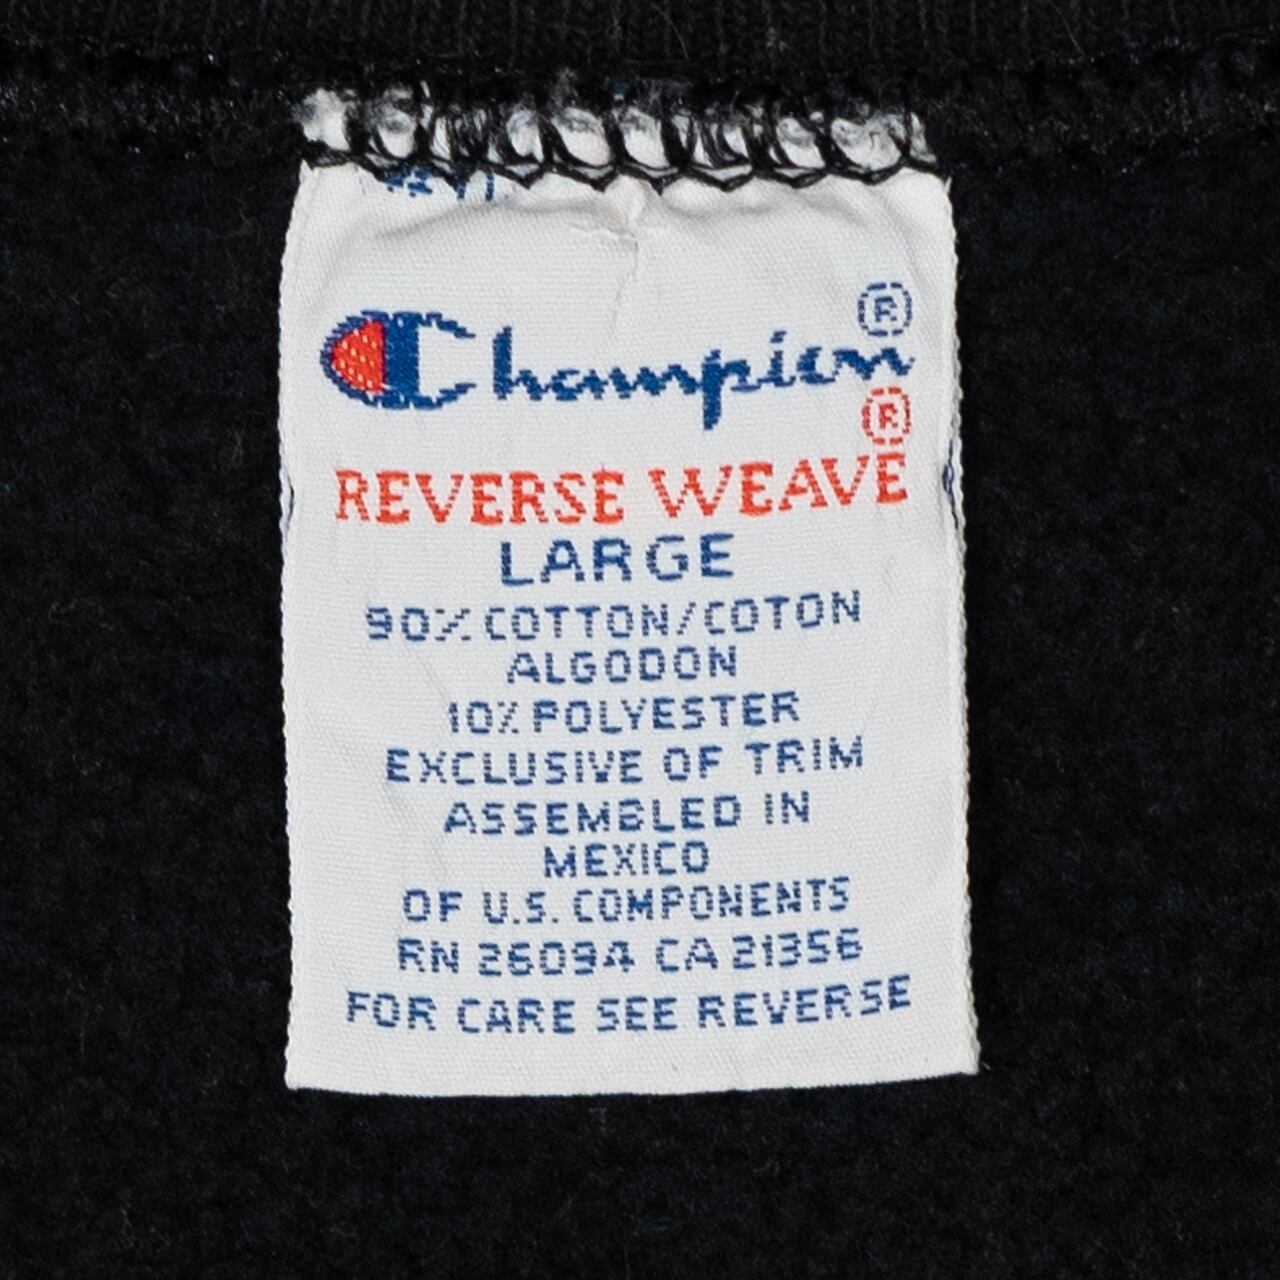 Champion ®
REVERSE WEAVE ®
LARGE
90% COTTON/COTON
ALGODON
10% POLYESTER
EXCLUSIVE OF TRIM
ASSEMBLED IN
MEXICO
OF U.S. COMPONENTS
RN 26094 CA 21356
FOR CARE SEE REVERSE